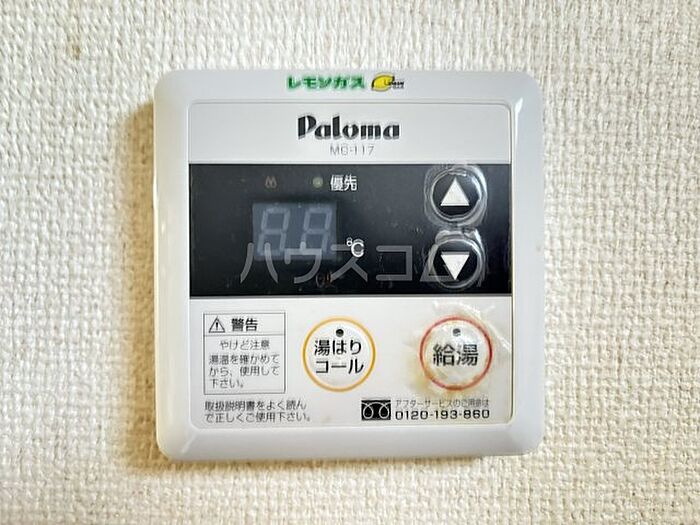 レモンガス
Paloma
MC-117
優先
88
℃
ハウスコム
警告
やけど注意
湯温を確かめて
から、使用して
下さい。
湯はり
コール
給湯
取扱説明書をよく読ん
で正しくご使用下さい。
アフターサービスのご用命は
0120-193-860